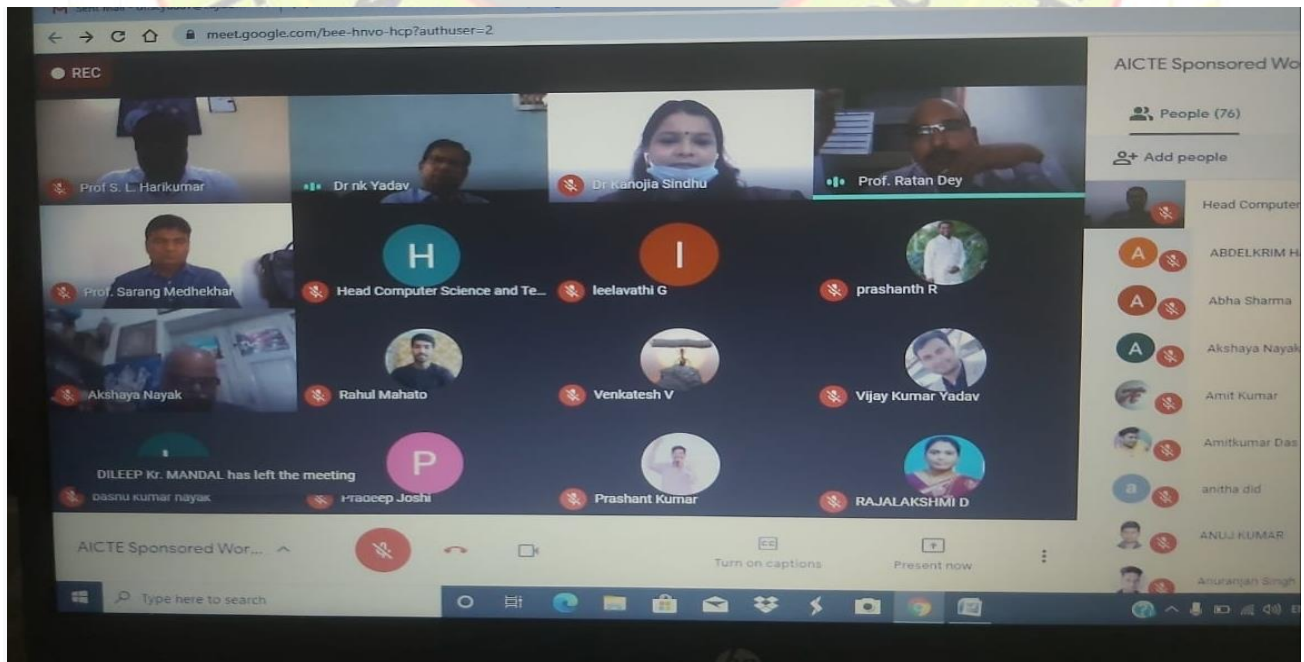 meet.google.com/bee-hnvo-hcp?authuser=2
REC
AICTE Sponsored Wo
People (76)
Add people
Prof S. L. Harikumar
Dr nk Yadav
Dr Kanojia Sindhu
Prof. Ratan Dey
Head Computer
H
I
Prof. Sarang Medhekhar
Head Computer Science and Te...
leelavathi G
prashanth R
A
ABDELKRIM H
A
Abha Sharma
A
Akshaya Nayak
Akshaya Nayak
Rahul Mahato
Venkatesh V
Vijay Kumar Yadav
Amit Kumar
Amitkumar Das
P
DILEEP Kr. MANDAL has left the meeting
basnu kumar nayak
Pradeep Joshi
Prashant Kumar
RAJALAKSHMI D
a
anitha did
ANUJ KUMAR
Anuranjan Singh
AICTE Sponsored Wor...
CC
Turn on captions
Present now
Type here to search